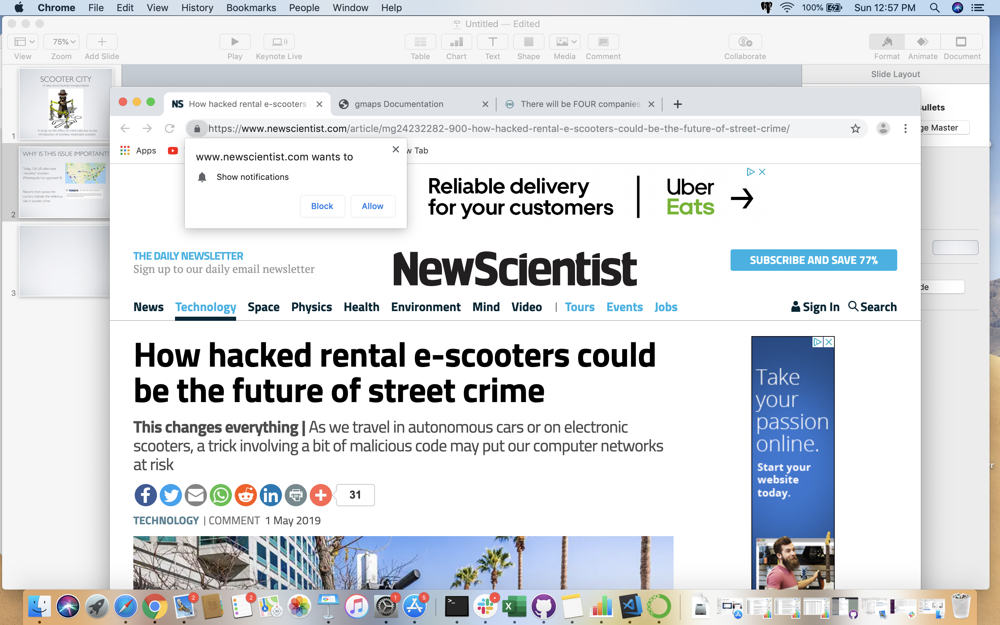 Chrome File Edit View History Bookmarks People Window Help 100% Sun 12:57 PM
Untitled — Edited
75%
View Zoom Add Slide Play Keynote Live Table Chart Text Shape Media Comment Collaborate Format Animate Document
Slide Layout
SCOOTER CITY
A new era in human transportation
A study on the effect of crime rate due to the
introduction of dockless motorized scooters
1
WHY IS THIS ISSUE IMPORTANT?
Today, 126 US cities have
"dockless" scooters
(Minneapolis has approved 4)
Reports from across the
country indicate the nefarious
rise in scooter crime
2
3
NS How hacked rental e-scooters
gmaps Documentation
MN There will be FOUR companies
ullets
https://www.newscientist.com/article/mg24232282-900-how-hacked-rental-e-scooters-could-be-the-future-of-street-crime/
ge Master
Apps
w Tab
www.newscientist.com wants to
Show notifications
Block Allow
Reliable delivery
for your customers
Uber
Eats
THE DAILY NEWSLETTER
Sign up to our daily email newsletter
NewScientist
SUBSCRIBE AND SAVE 77%
de
News Technology Space Physics Health Environment Mind Video | Tours Events Jobs Sign In Search
How hacked rental e-scooters could
be the future of street crime
This changes everything | As we travel in autonomous cars or on electronic
scooters, a trick involving a bit of malicious code may put our computer networks
at risk
31
TECHNOLOGY | COMMENT 1 May 2019
Take
your
passion
online.
Start your
website
today.
2
2
3D
1
5